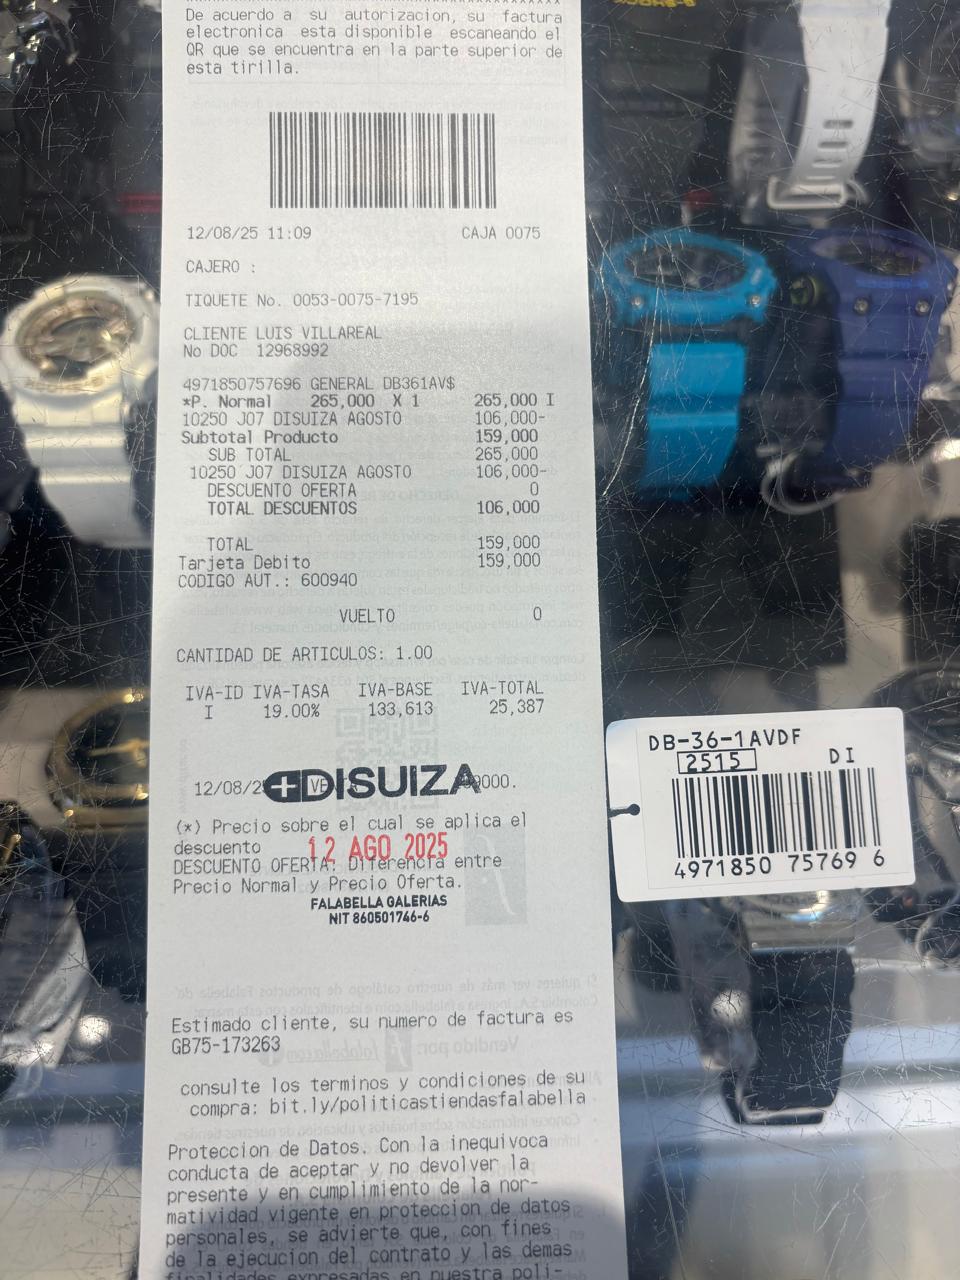 De acuerdo a su autorizacion, su factura
electronica esta disponible escaneando el
QR que se encuentra en la parte superior de
esta tirilla.
12/08/25 11:09 CAJA 0075
CAJERO :
TIQUETE No. 0053-0075-7195
CLIENTE LUIS VILLAREAL
No DOC 12968992
4971850757696 GENERAL DB361AV$
*P. Normal 265,000 X 1 265,000 I
10250 J07 DISUIZA AGOSTO 106,000-
Subtotal Producto 159,000
SUB TOTAL 265,000
10250 J07 DISUIZA AGOSTO 106,000-
DESCUENTO OFERTA 0
TOTAL DESCUENTOS 106,000
TOTAL 159,000
Tarjeta Debito 159,000
CODIGO AUT.: 600940
VUELTO 0
CANTIDAD DE ARTICULOS: 1.00
IVA-ID IVA-TASA IVA-BASE IVA-TOTAL
I 19.00% 133,613 25,387
12/08/2 DISUIZA 000.
(*) Precio sobre el cual se aplica el
descuento 12 AGO 2025
DESCUENTO OFERTA: Diferencia entre
Precio Normal y Precio Oferta.
FALABELLA GALERIAS
NIT 860501746-6
Estimado cliente, su numero de factura es
GB75-173263
consulte los terminos y condiciones de su
compra: bit.ly/politicastiendasfalabella
Proteccion de Datos. Con la inequivoca
conducta de aceptar y no devolver la
presente y en cumplimiento de la nor-
matividad vigente en proteccion de datos
personales, se advierte que, con fines
de la ejecucion del contrato y las demas
finalidades expresadas en nuestra poli-
DB-36-1AVDF
2515 DI
4971850 75769 6